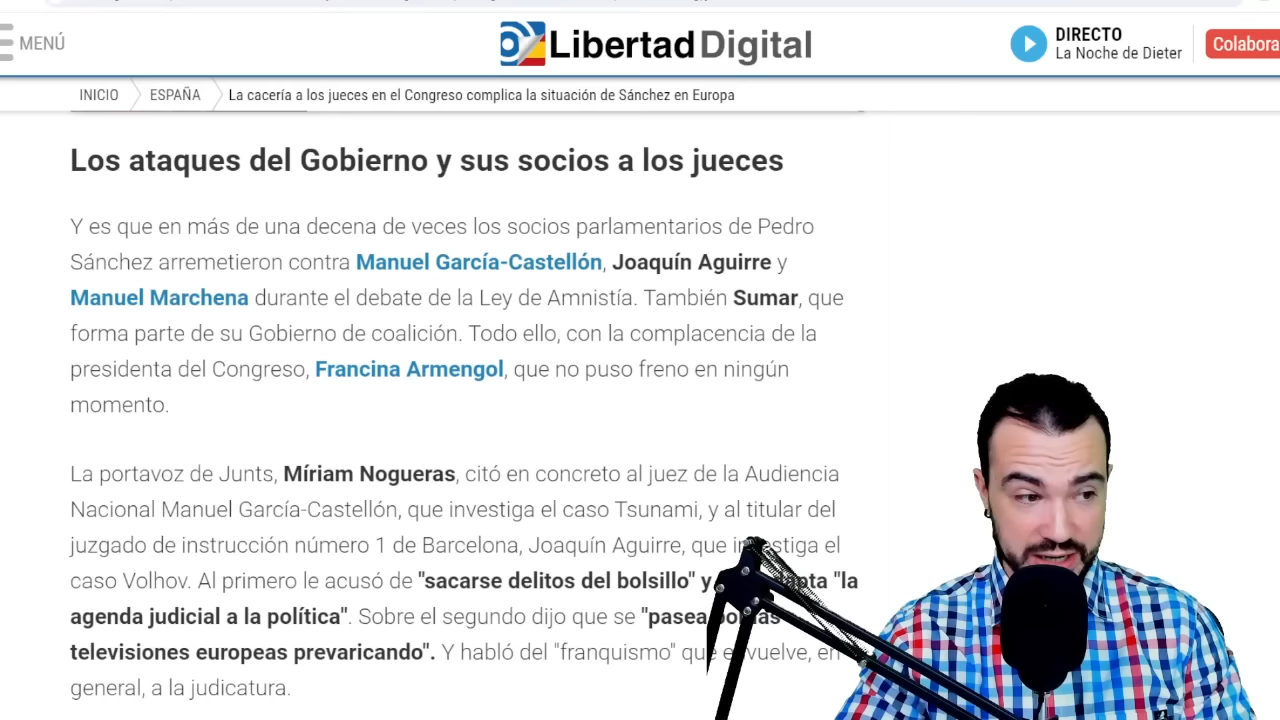 MENÚ
Libertad Digital
DIRECTO
La Noche de Dieter
Colabora
INICIO
ESPAÑA
La cacería a los jueces en el Congreso complica la situación de Sánchez en Europa
Los ataques del Gobierno y sus socios a los jueces
Y es que en más de una decena de veces los socios parlamentarios de Pedro
Sánchez arremetieron contra Manuel García-Castellón, Joaquín Aguirre y
Manuel Marchena durante el debate de la Ley de Amnistía. También Sumar, que
forma parte de su Gobierno de coalición. Todo ello, con la complacencia de la
presidenta del Congreso, Francina Armengol, que no puso freno en ningún
momento.
La portavoz de Junts, Míriam Nogueras, citó en concreto al juez de la Audiencia
Nacional Manuel García-Castellón, que investiga el caso Tsunami, y al titular del
juzgado de instrucción número 1 de Barcelona, Joaquín Aguirre, que investiga el
caso Volhov. Al primero le acusó de "sacarse delitos del bolsillo" y "la
agenda judicial a la política". Sobre el segundo dijo que se "pasea por las
televisiones europeas prevaricando". Y habló del "franquismo" que envuelve, en
general, a la judicatura.